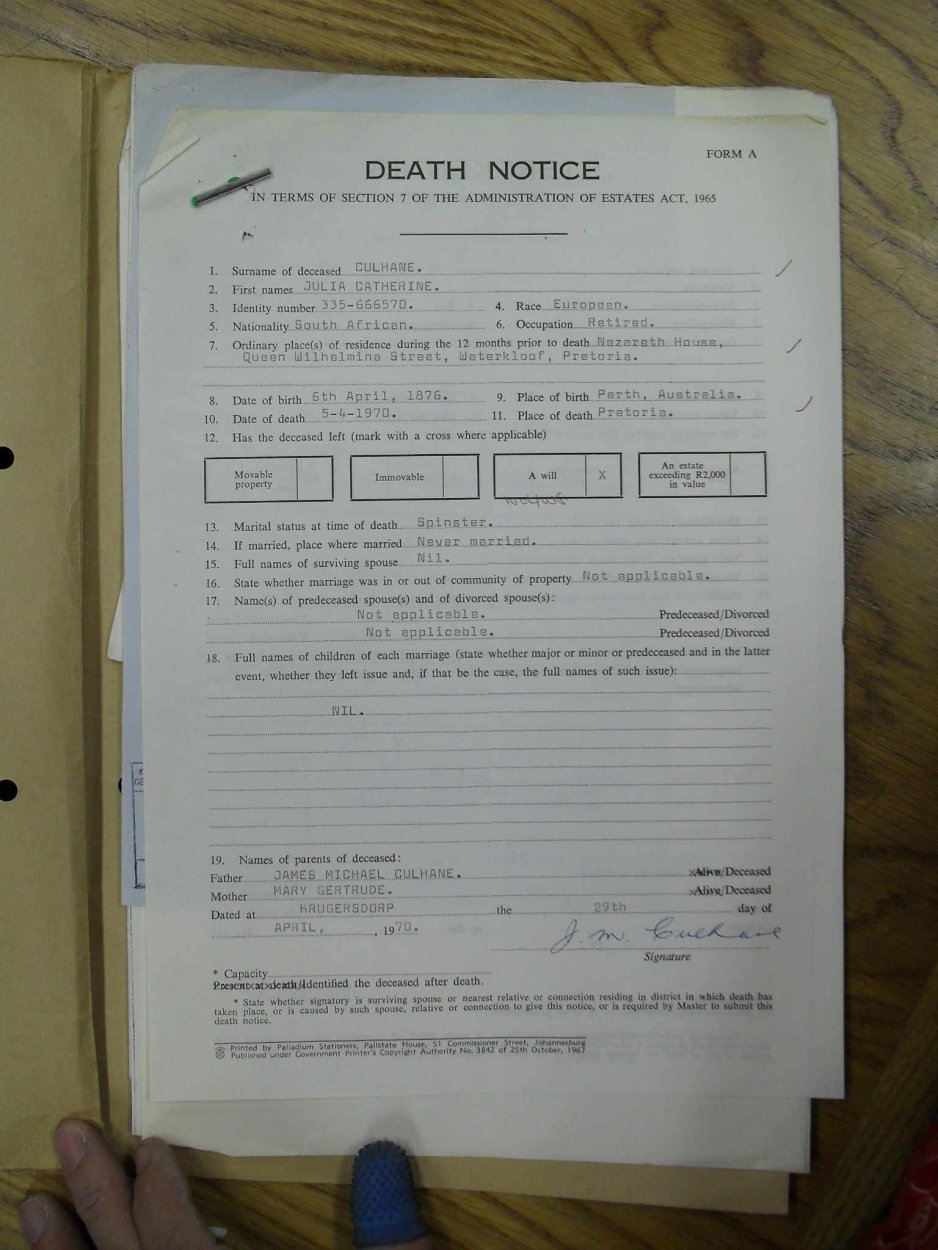 FORM A
DEATH NOTICE
IN TERMS OF SECTION 7 OF THE ADMINISTRATION OF ESTATES ACT, 1965
1. Surname of deceased CULHANE.
2. First names JULIA CATHERINE.
3. Identity number 335-666570. 4. Race European.
5. Nationality South African. 6. Occupation Retired.
7. Ordinary place(s) of residence during the 12 months prior to death Nazareth House,
Queen Wilhelmina Street, Waterkloof, Pretoria.
8. Date of birth 6th April, 1876. 9. Place of birth Perth, Australia.
10. Date of death 5-4-1970. 11. Place of death Pretoria.
12. Has the deceased left (mark with a cross where applicable)
Movable property
Immovable
A will X
An estate exceeding R2,000 in value
13. Marital status at time of death Spinster.
14. If married, place where married Never married.
15. Full names of surviving spouse Nil.
16. State whether marriage was in or out of community of property Not applicable.
17. Name(s) of predeceased spouse(s) and of divorced spouse(s):
Not applicable. Predeceased/Divorced
Not applicable. Predeceased/Divorced
18. Full names of children of each marriage (state whether major or minor or predeceased and in the latter
event, whether they left issue and, if that be the case, the full names of such issue):
NIL.
19. Names of parents of deceased:
Father JAMES MICHAEL CULHANE. Alive/Deceased
Mother MARY GERTRUDE. Alive/Deceased
Dated at KRUGERSDORP the 29th day of
APRIL, , 1970.
J. M. Culhane
Signature
* Capacity
Present at death/Identified the deceased after death.
* State whether signatory is surviving spouse or nearest relative or connection residing in district in which death has
taken place, or is caused by such spouse, relative or connection to give this notice, or is required by Master to submit this
death notice.
Printed by Palladium Stationers, Pallstate House, 51 Commissioner Street, Johannesburg
© Published under Government Printer's Copyright Authority No. 3842 of 25th October, 1967